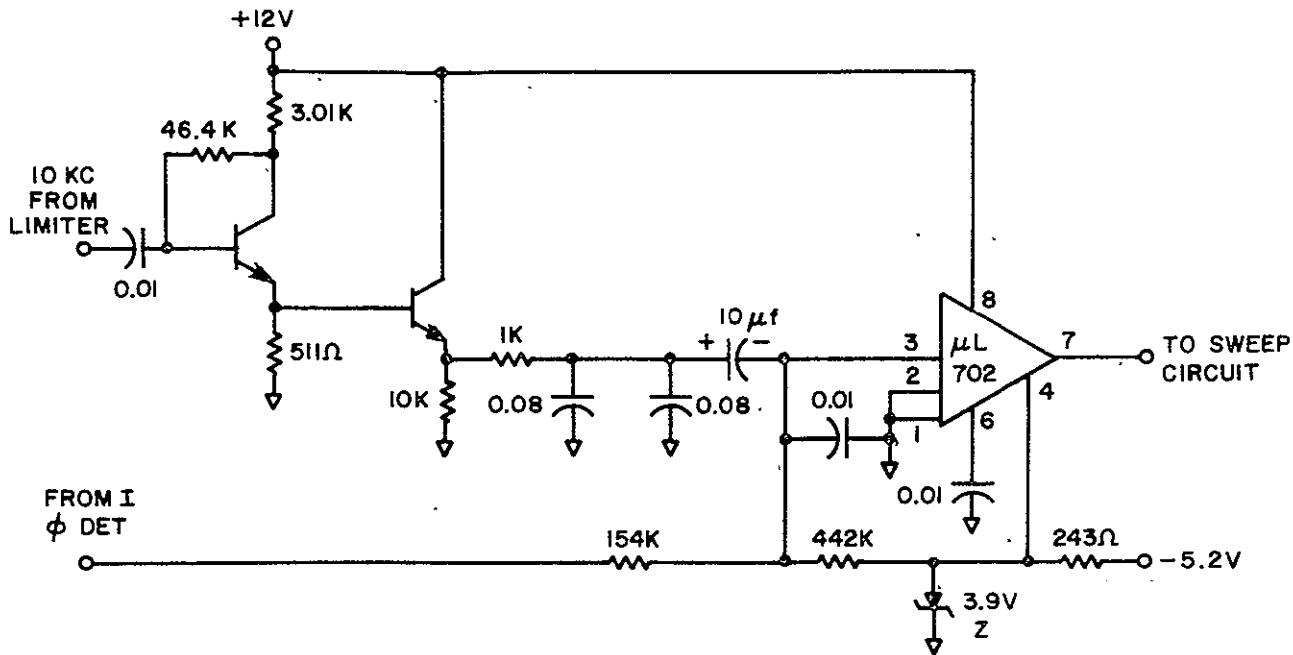 +12V
3.01K
46.4 K
10 KC
FROM
LIMITER
0.01
511Ω
1K
10K
0.08
0.08
10 μf
+ −
0.01
3
2
1
μL
702
8
7
4
6
TO SWEEP
CIRCUIT
0.01
FROM I
ϕ DET
154K
442K
243Ω
−5.2V
3.9V
Z